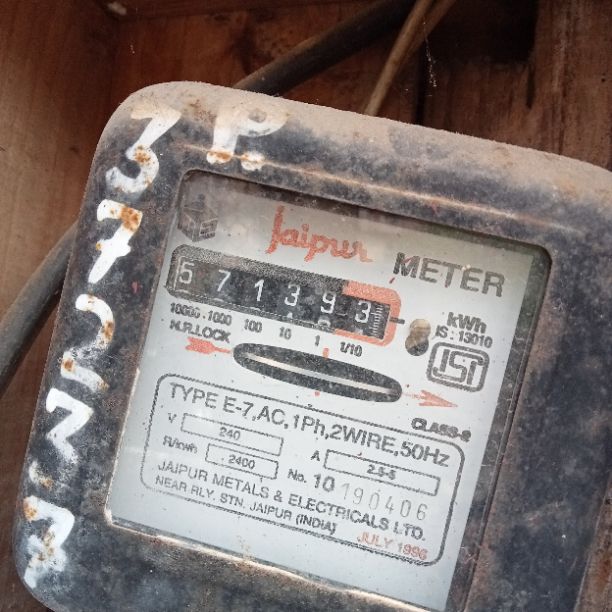 P.
37237
Jaipur METER
5 7 1 3 9 3
kWh
10000 1000 100 10 1 1/10
IS : 13010
N.R.LOCK
ISI
CLASS-2
TYPE E-7, AC, 1Ph, 2WIRE, 50HZ
V 240 A 2.5-5
R/kwh 2400 No. 10 190406
JAIPUR METALS & ELECTRICALS LTD.
NEAR RLY. STN. JAIPUR (INDIA)
JULY 1996